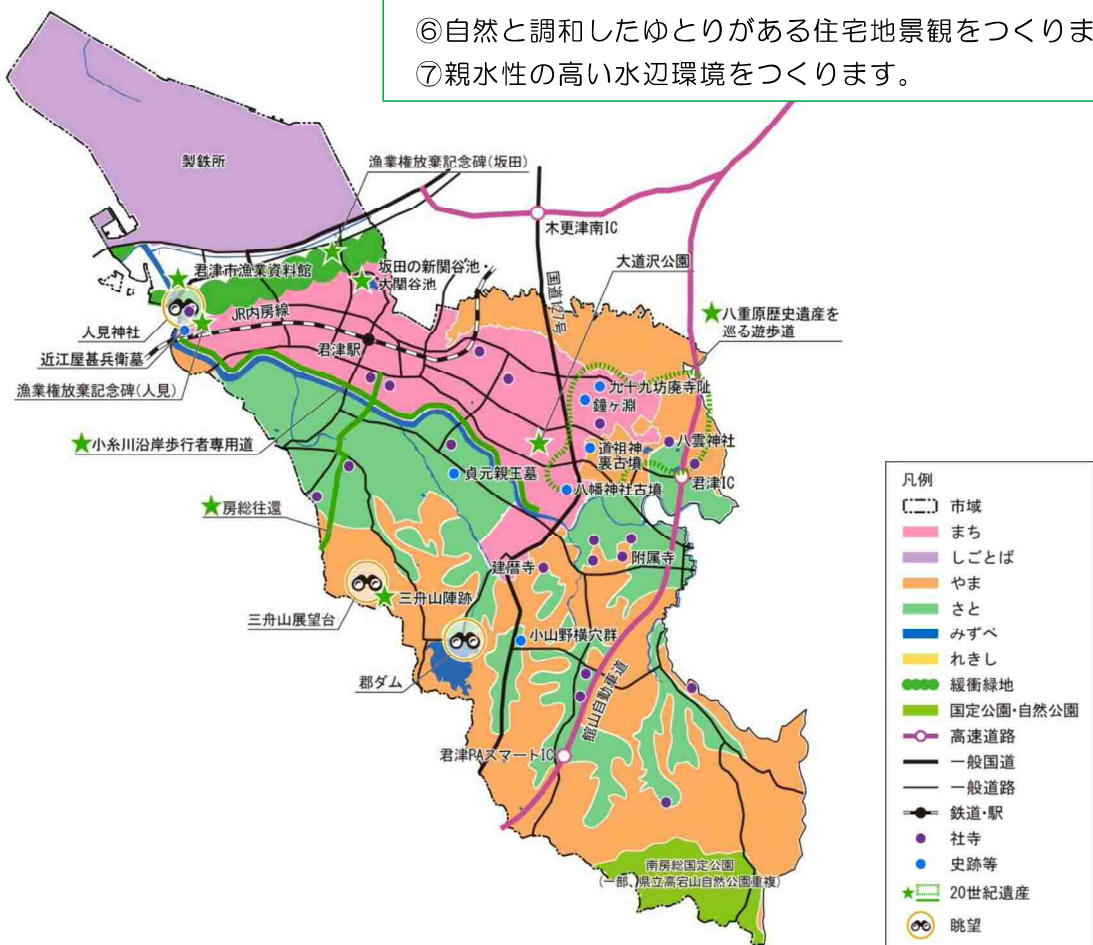 ⑥自然と調和したゆとりがある住宅地景観をつくりま
⑦親水性の高い水辺環境をつくります。
製鉄所
漁業権放棄記念碑(坂田)
木更津南IC
大道沢公園
国道127号
君津市漁業資料館
坂田の新関谷池・
大関谷池
★八重原歴史遺産を
巡る遊歩道
JR内房線
人見神社
近江屋甚兵衛墓
君津駅
漁業権放棄記念碑(人見)
九十九坊廃寺址
鐘ヶ淵
★小糸川沿岸歩行者専用道
道祖神
裏古墳
八雲神社
貞元親王墓
君津IC
八幡神社古墳
★房総往還
建暦寺
附属寺
三舟山陣跡
三舟山展望台
小山野横穴群
郡ダム
館山自動車道
君津PAスマートIC
南房総国定公園
(一部、県立高宕山自然公園重複)
凡例
市域
まち
しごとば
やま
さと
みずべ
れきし
緩衝緑地
国定公園・自然公園
高速道路
一般国道
一般道路
鉄道・駅
社寺
史跡等
20世紀遺産
眺望